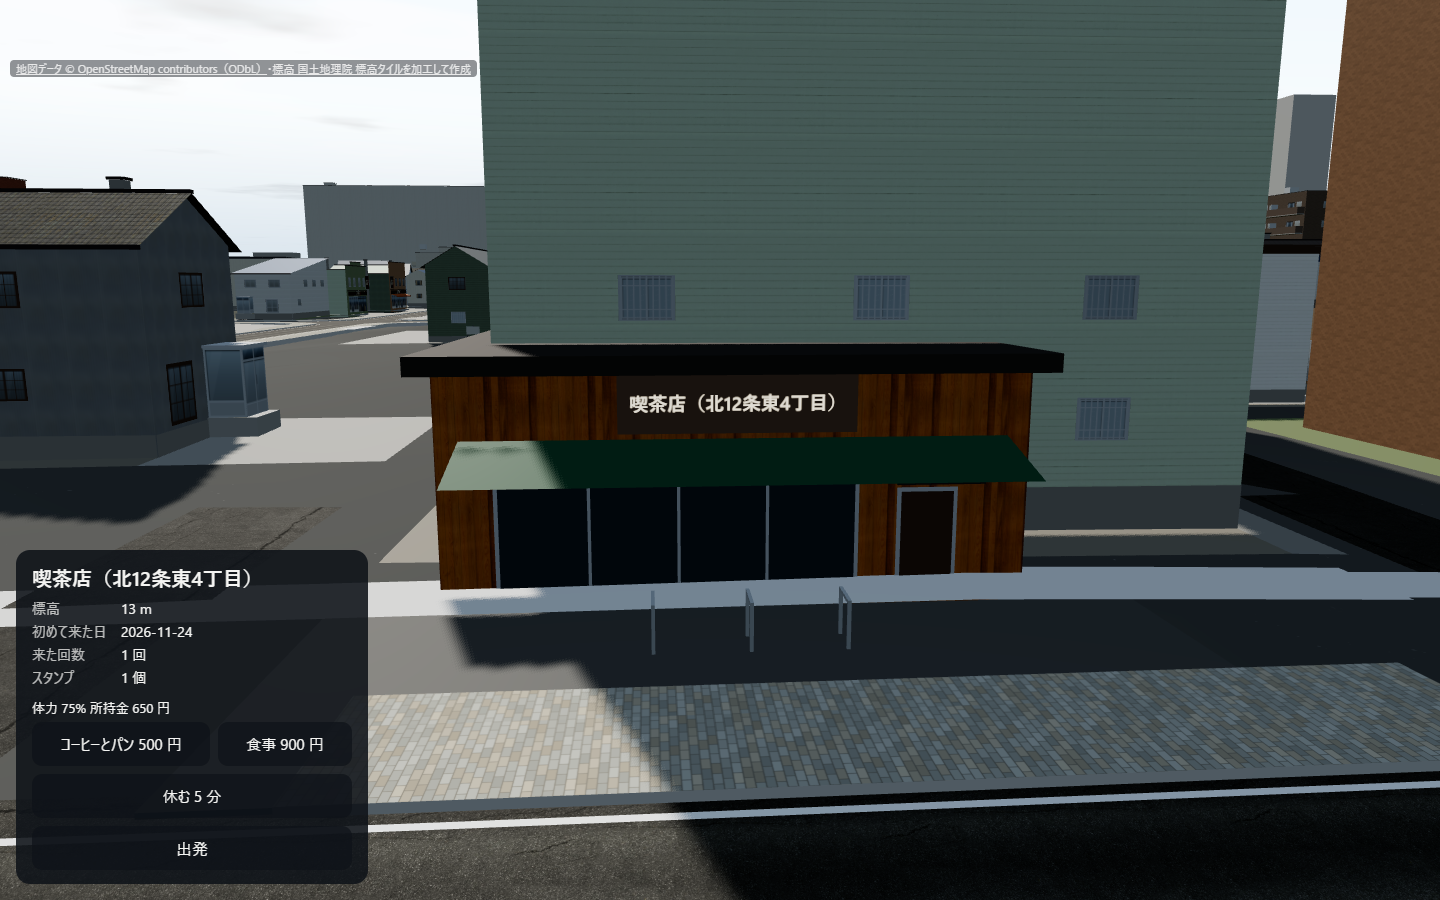 地図データ © OpenStreetMap contributors（ODbL）・標高 国土地理院 標高タイルを加工して作成
喫茶店（北12条東4丁目）
喫茶店（北12条東4丁目）
標高 13 m
初めて来た日 2026-11-24
来た回数 1 回
スタンプ 1 個
体力 75% 所持金 650 円
コーヒーとパン 500 円
食事 900 円
休む 5 分
出発